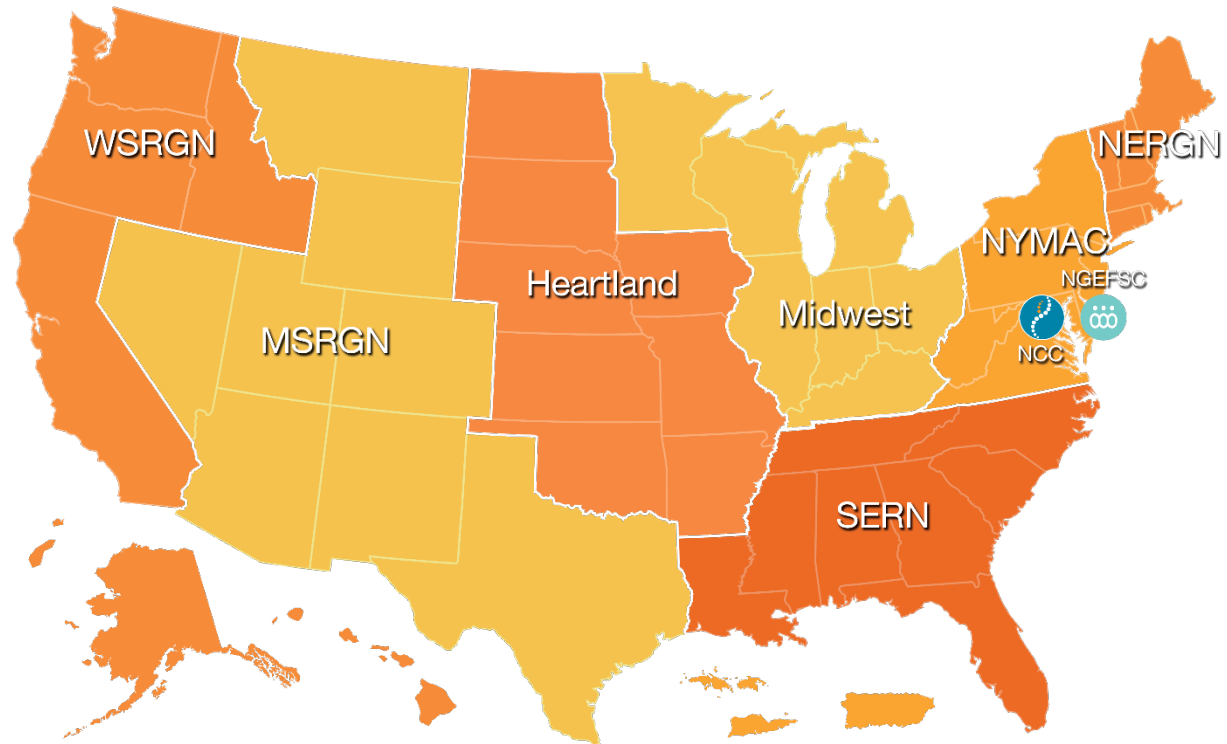 WSRGN
NERGN
NYMAC
NGEFSC
Heartland
Midwest
MSRGN
NCC
SERN